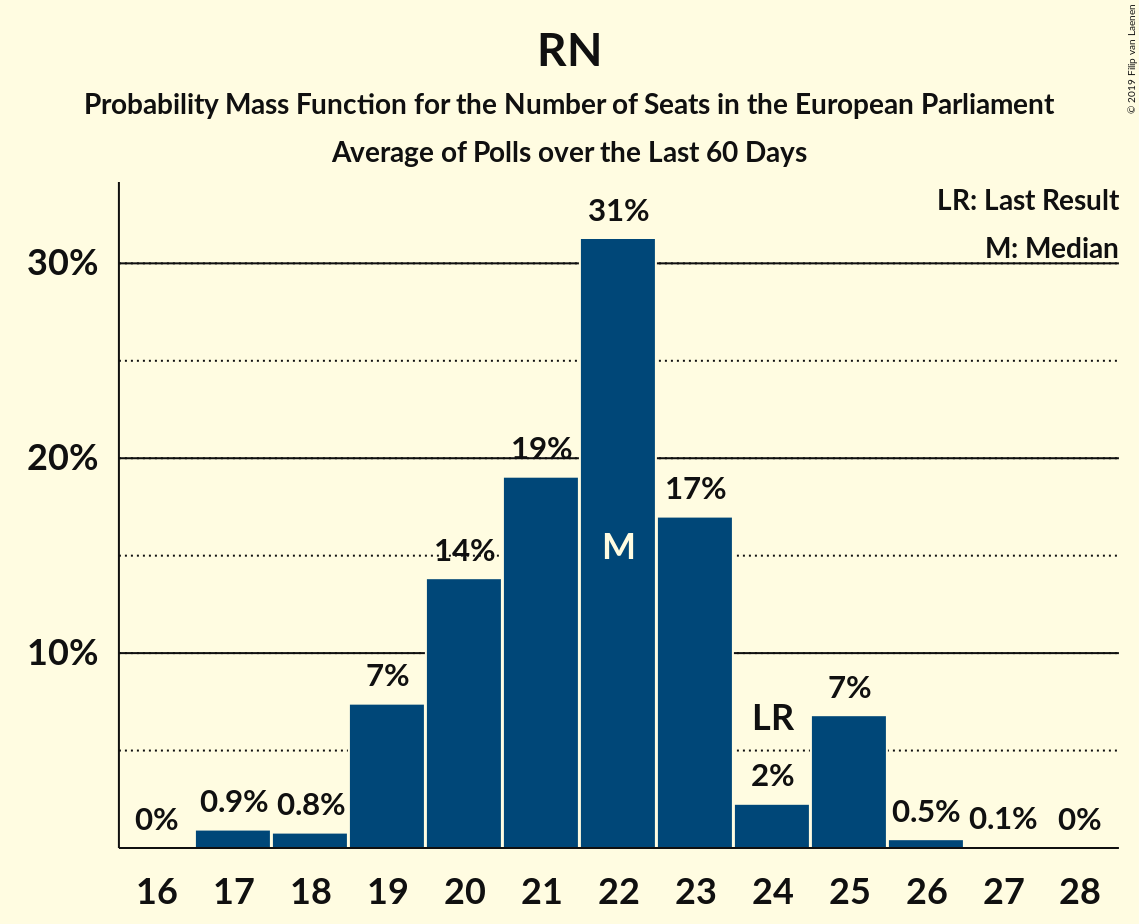 RN
Probability Mass Function for the Number of Seats in the European Parliament
Average of Polls over the Last 60 Days
© 2019 Filip van Laenen
LR: Last Result
M: Median
30%
20%
10%
0%
0.9%
0.8%
7%
14%
19%
31%
M
17%
LR
2%
7%
0.5%
0.1%
0%
16 17 18 19 20 21 22 23 24 25 26 27 28